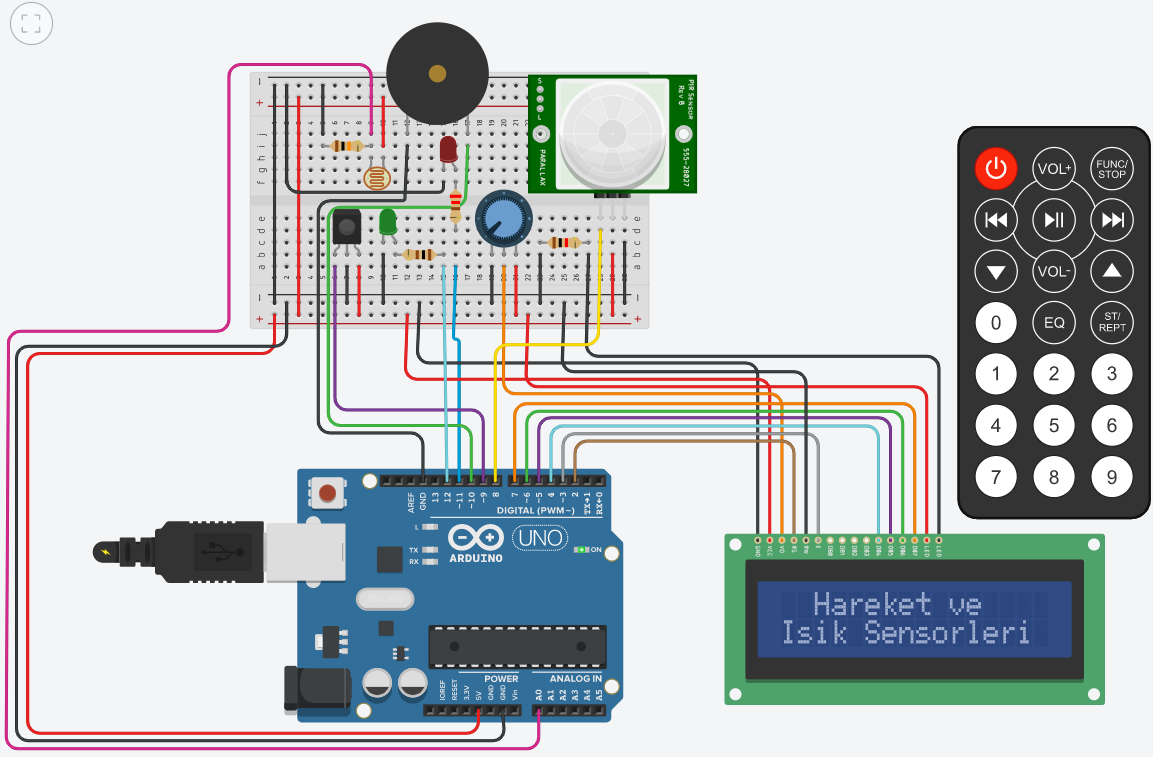 PIR SENSOR
Rev B
S
L
PARALLAX
555-28027
j
i
h
g
f
e
d
c
b
a
VOL+
FUNC/
STOP
VOL-
0
EQ
ST/
REPT
1
2
3
4
5
6
7
8
9
AREF
GND
13
12
~11
~10
~9
8
7
~6
~5
4
~3
2
TX→1
RX←0
DIGITAL (PWM~)
L
TX
RX
ARDUINO
UNO
ON
POWER
ANALOG IN
IOREF
RESET
3.3V
5V
GND
GND
Vin
A0
A1
A2
A3
A4
A5
GND
VCC
V0
RS
RW
E
DB0
DB1
DB2
DB3
DB4
DB5
DB6
DB7
LED
LED
Hareket ve
Isik Sensorleri